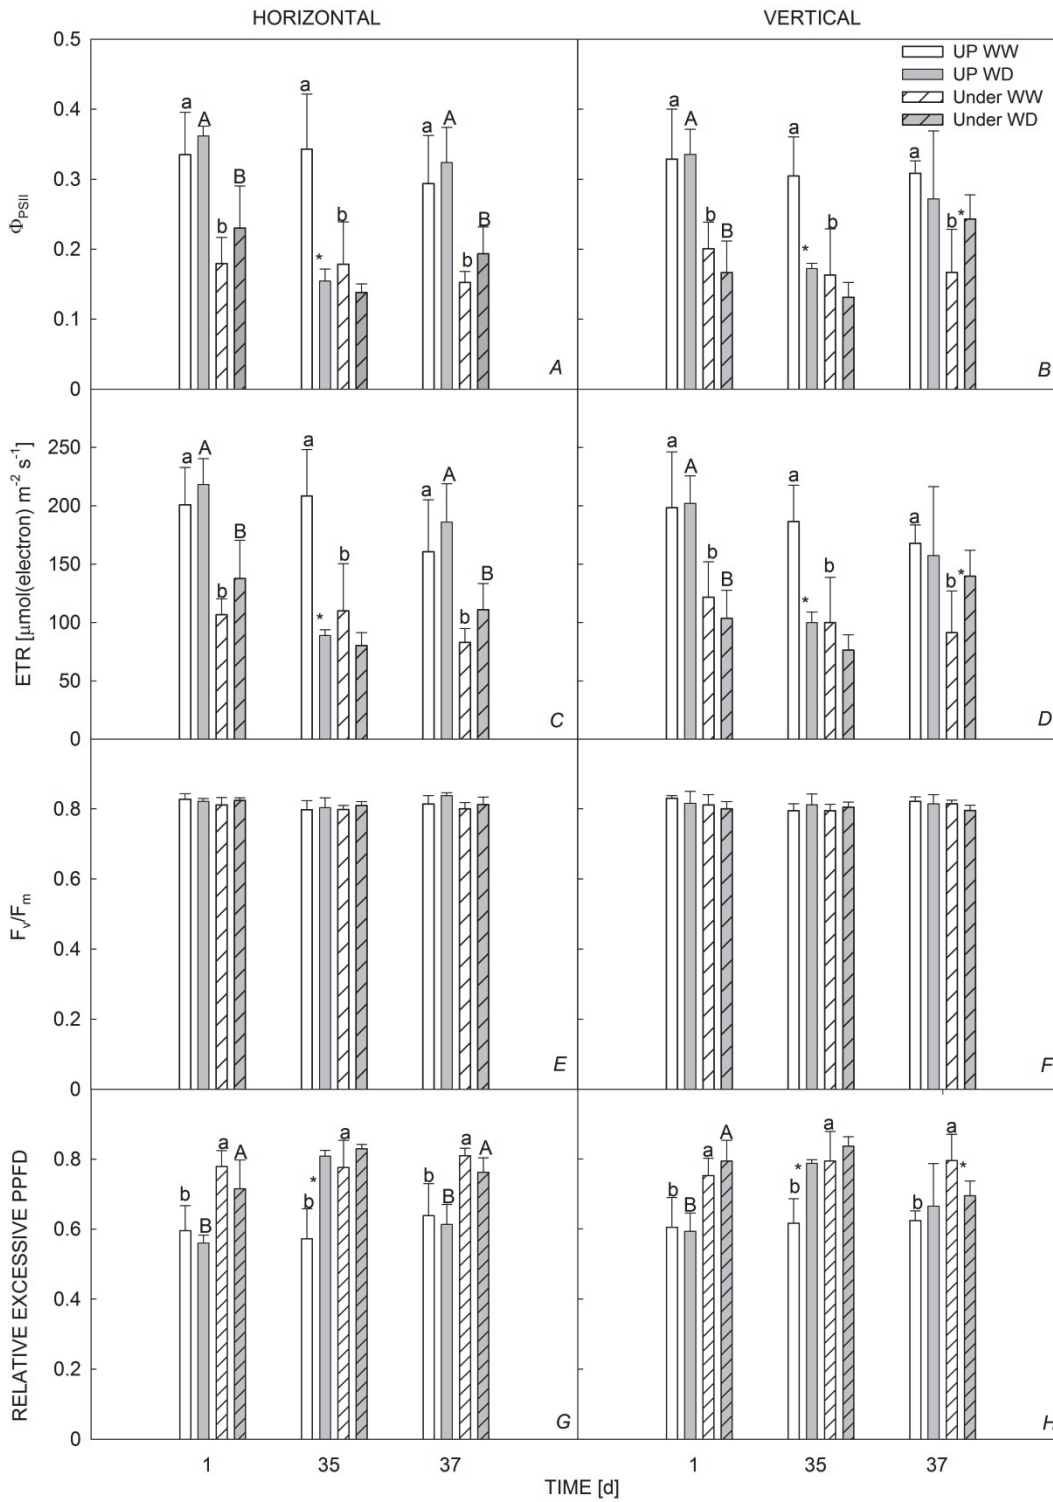 HORIZONTAL VERTICAL
UP WW
UP WD
Under WW
Under WD
0.5
0.4
0.3
0.2
0.1
0
ΦPSII
a A b B a * b a A b B
A
a A b B a * b a b *
B
250
200
150
100
50
0
ETR [μmol(electron) m-2 s-1]
a A b B a * b a A b B
C
a A b B a * b a b *
D
0.8
0.6
0.4
0.2
0
Fv/Fm
E
F
0.8
0.6
0.4
0.2
0
RELATIVE EXCESSIVE PPFD
b B a A b * a b B a A
G
b B a A b * a b a *
H
1 35 37 1 35 37
TIME [d]